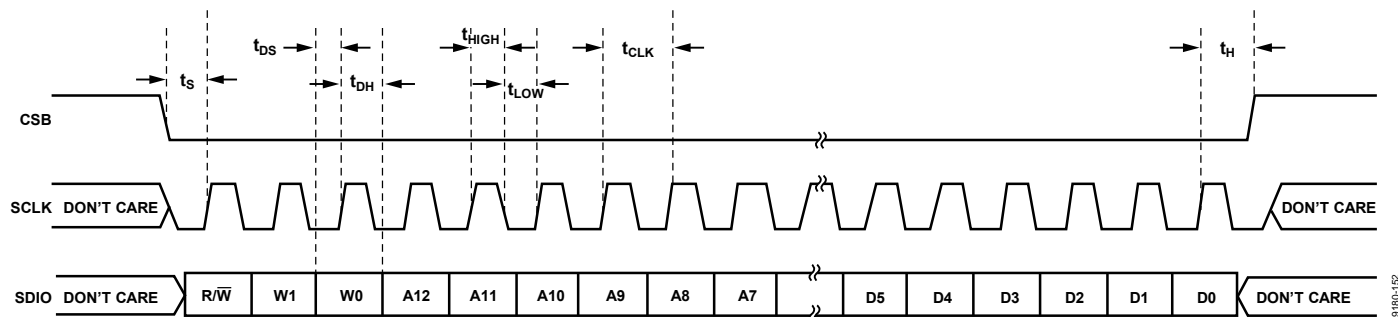 tDS
tHIGH
tCLK
tH
tS
tDH
tLOW
CSB
SCLK DON'T CARE
DON'T CARE
SDIO DON'T CARE
R/W̅ W1 W0 A12 A11 A10 A9 A8 A7 D5 D4 D3 D2 D1 D0
DON'T CARE
9180-152